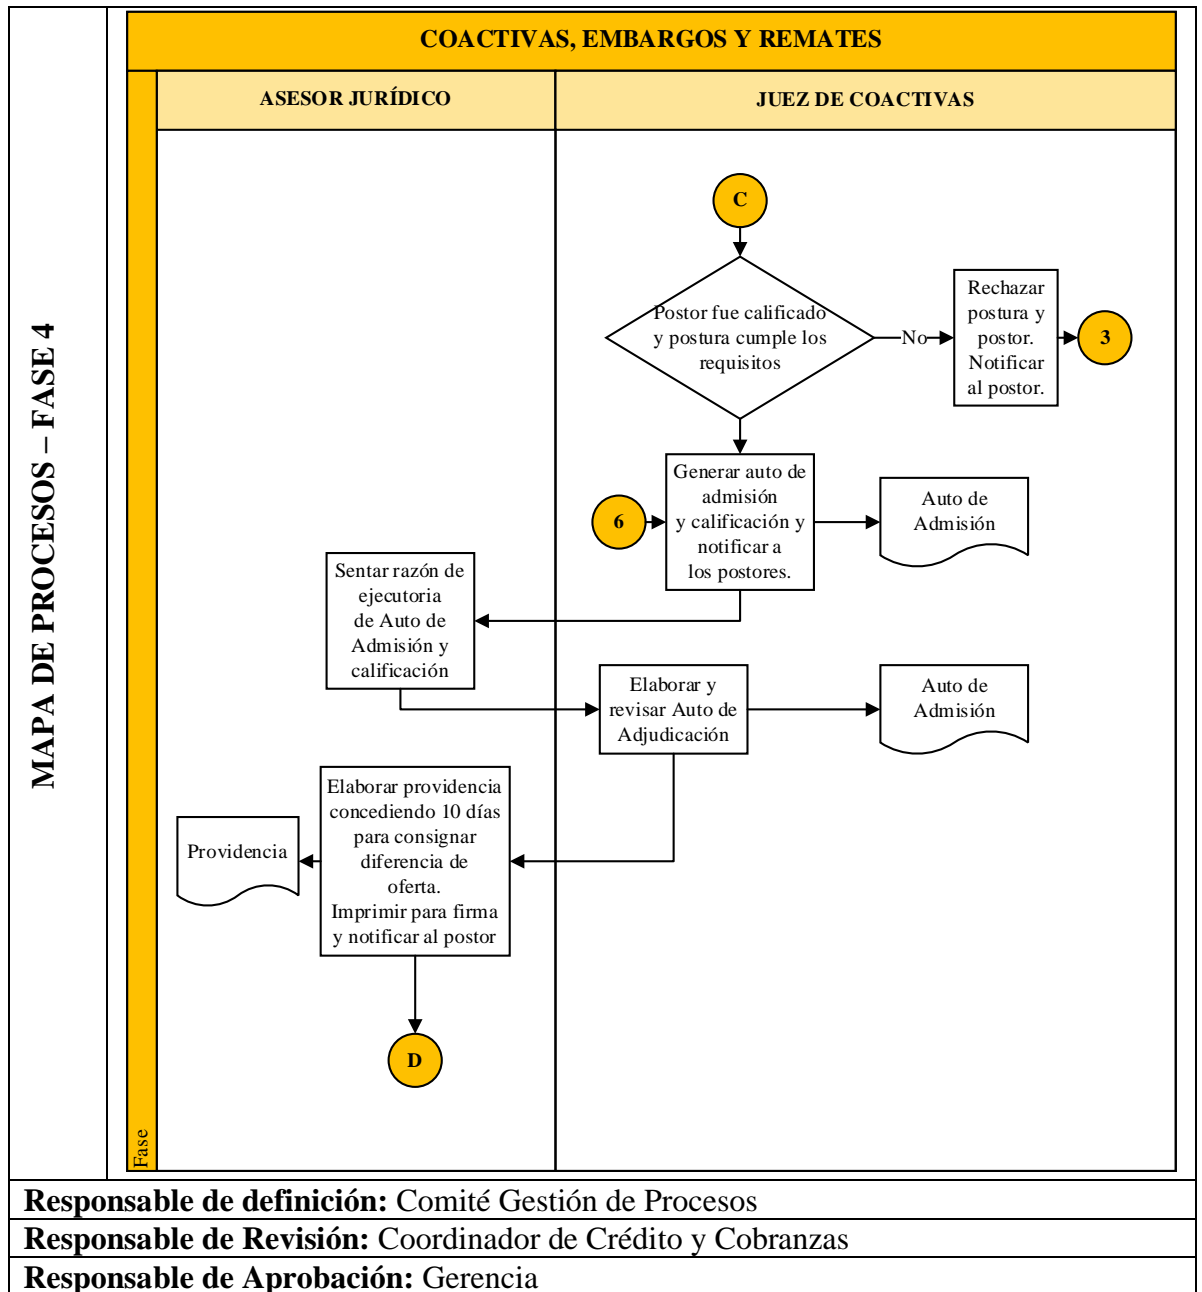 MAPA DE PROCESOS – FASE 4
COACTIVAS, EMBARGOS Y REMATES
ASESOR JURÍDICO
JUEZ DE COACTIVAS
Fase
C
Postor fue calificado
y postura cumple los
requisitos
No
Rechazar
postura y
postor.
Notificar
al postor.
3
6
Generar auto de
admisión
y calificación y
notificar a
los postores.
Auto de
Admisión
Sentar razón de
ejecutoria
de Auto de
Admisión y
calificación
Elaborar y
revisar Auto de
Adjudicación
Auto de
Admisión
Elaborar providencia
concediendo 10 días
para consignar
diferencia de
oferta.
Imprimir para firma
y notificar al postor
Providencia
D
Responsable de definición: Comité Gestión de Procesos
Responsable de Revisión: Coordinador de Crédito y Cobranzas
Responsable de Aprobación: Gerencia